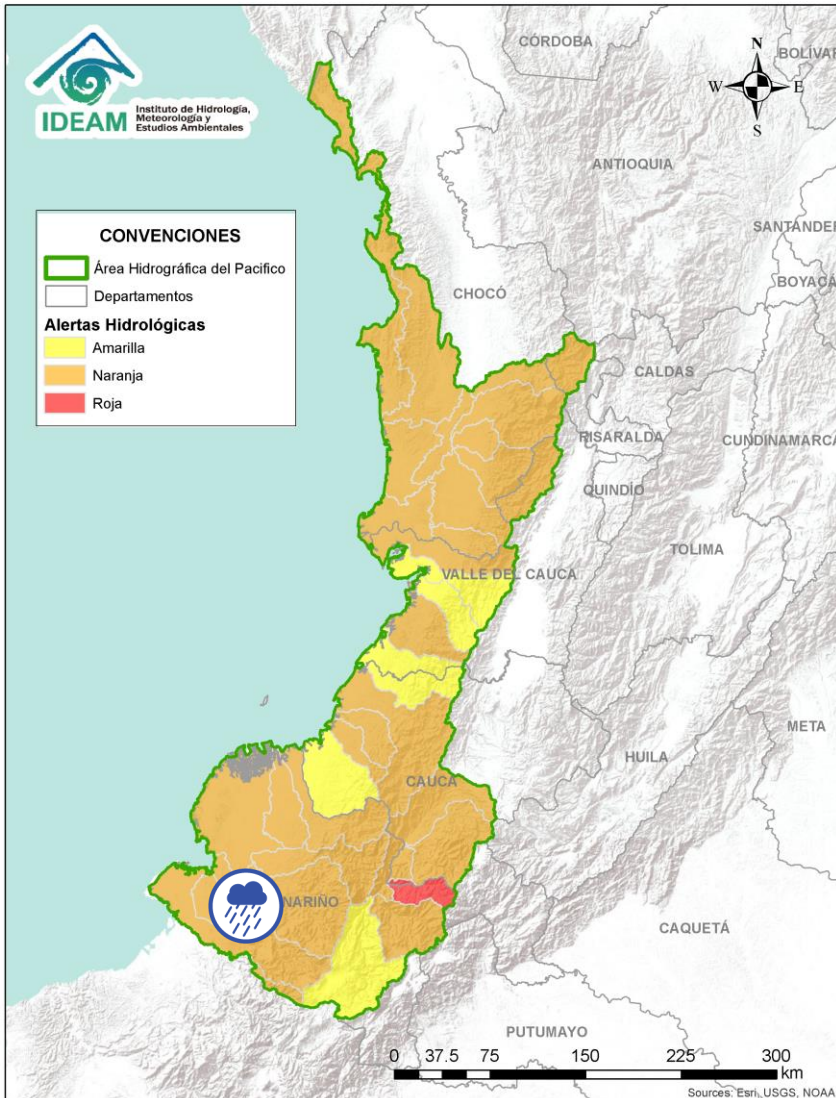 IDEAM
Instituto de Hidrología,
Meteorología y
Estudios Ambientales
CÓRDOBA
BOLÍVAR
N
W
E
S
ANTIOQUIA
SANTANDER
BOYACÁ
CONVENCIONES
Área Hidrográfica del Pacifico
Departamentos
Alertas Hidrológicas
Amarilla
Naranja
Roja
CHOCÓ
CALDAS
RISARALDA
CUNDINAMARCA
QUINDÍO
TOLIMA
VALLE DEL CAUCA
META
HUILA
CAUCA
NARIÑO
CAQUETÁ
PUTUMAYO
0 37.5 75 150 225 300
km
Sources: Esri, USGS, NOAA